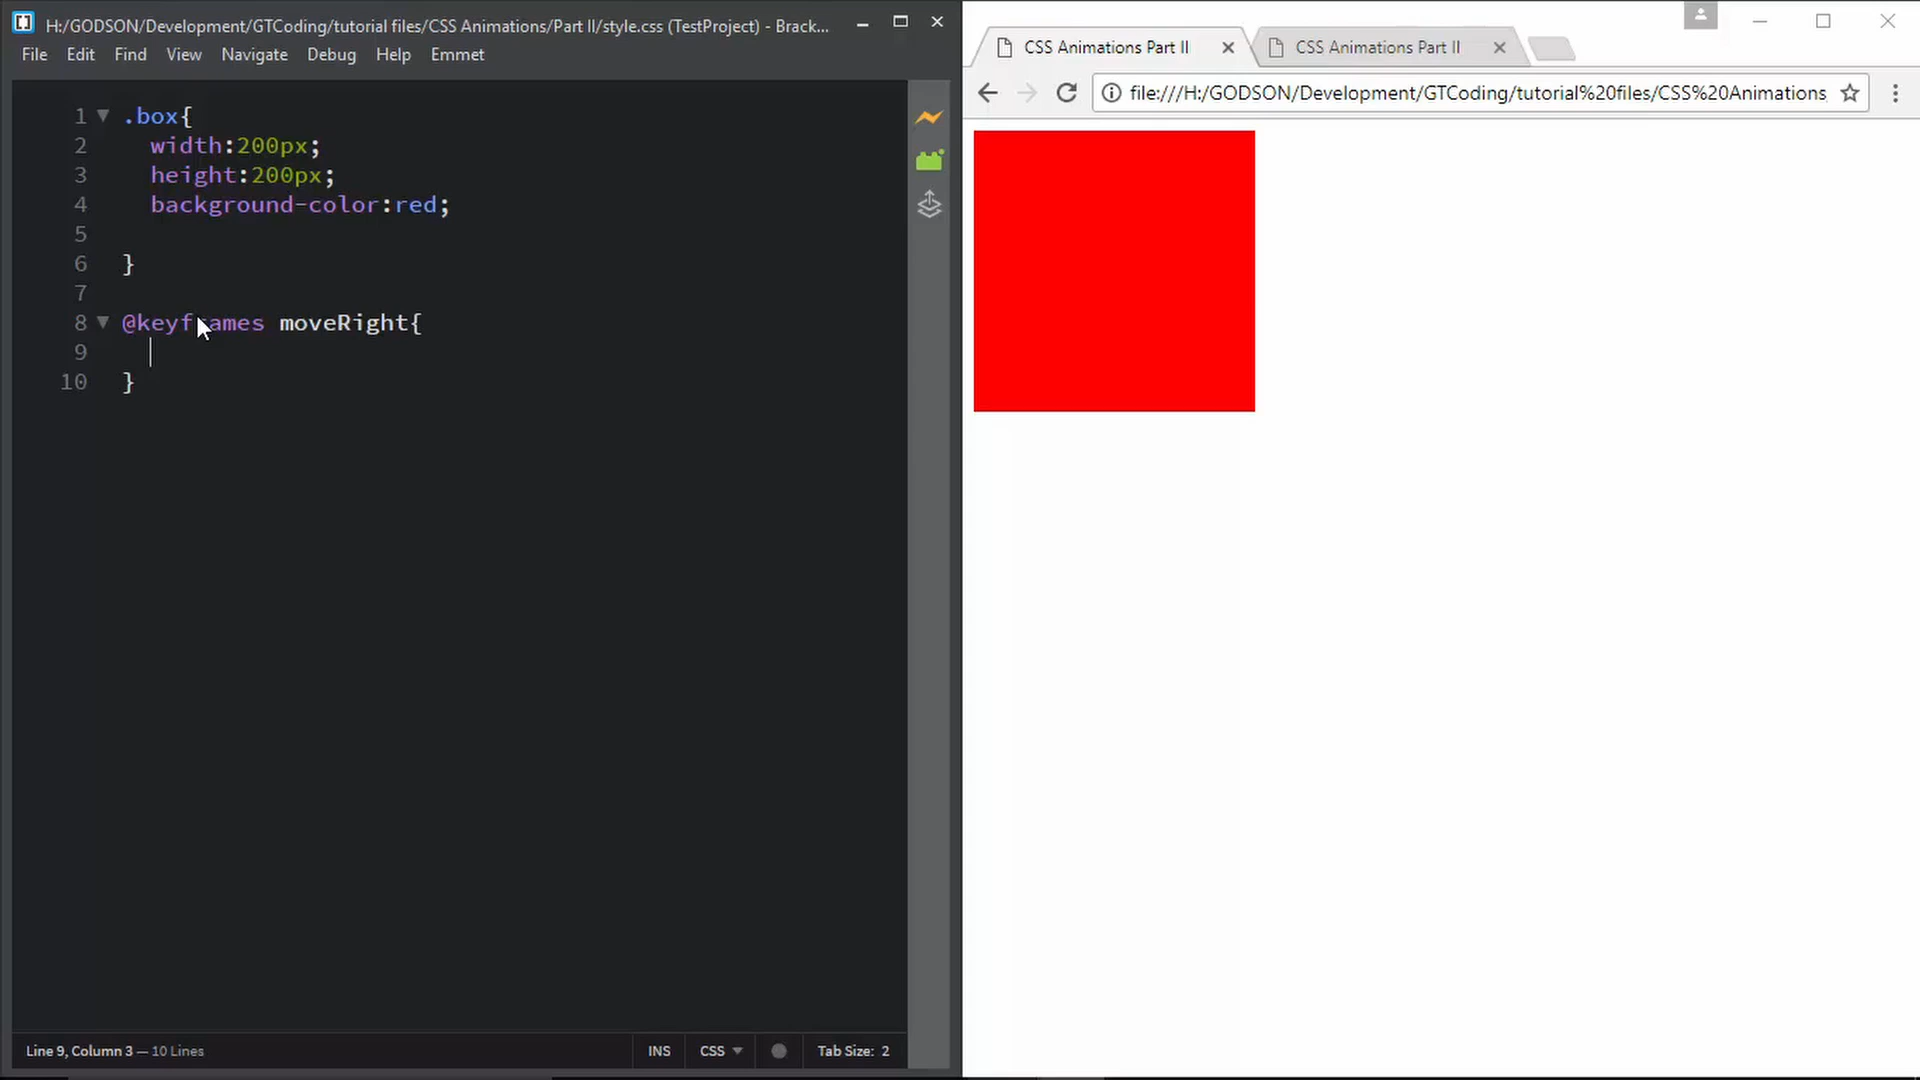 H:/GODSON/Development/GTCoding/tutorial files/CSS Animations/Part II/style.css (TestProject) - Brack...
File Edit Find View Navigate Debug Help Emmet
1 .box{
2 width:200px;
3 height:200px;
4 background-color:red;
5
6 }
7
8 @keyframes moveRight{
9
10 }
Line 9, Column 3 — 10 Lines
INS CSS Tab Size: 2
CSS Animations Part II
CSS Animations Part II
file:///H:/GODSON/Development/GTCoding/tutorial%20files/CSS%20Animations